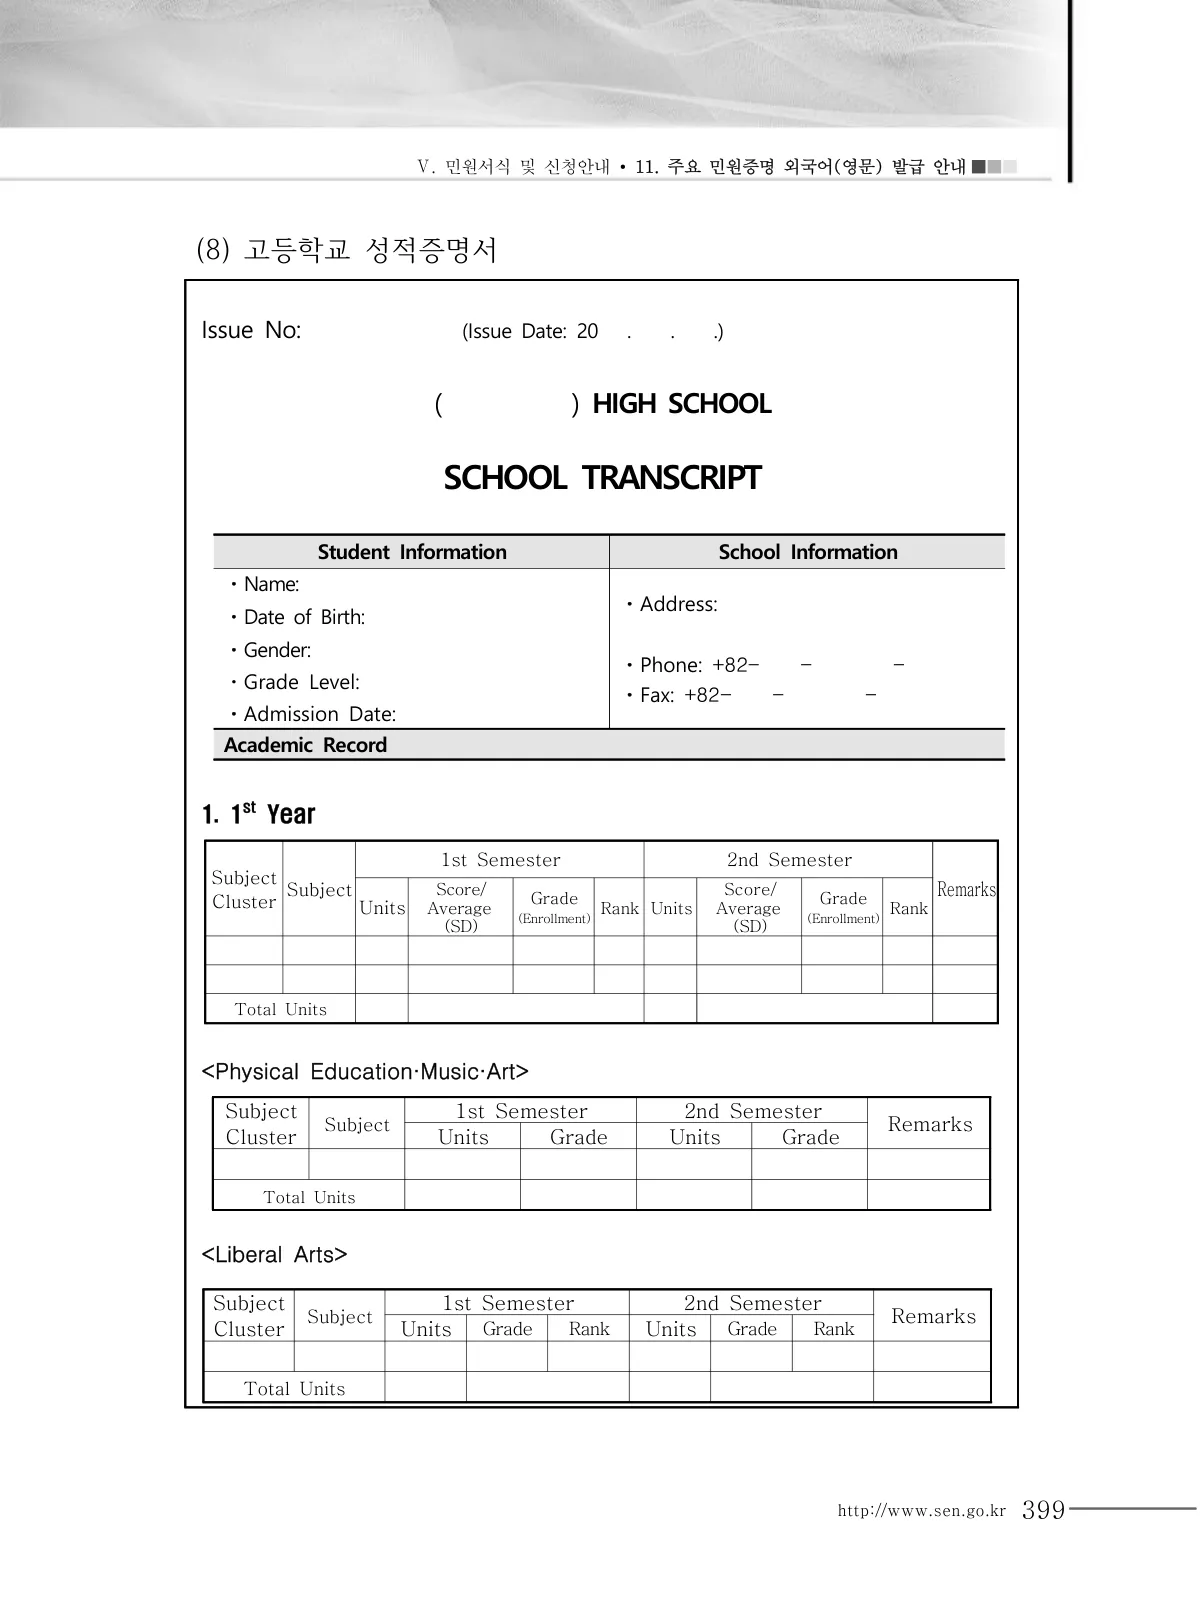 Ⅴ. 민원서식 및 신청안내 • 11. 주요 민원증명 외국어(영문) 발급 안내
(8) 고등학교 성적증명서
Issue No: (Issue Date: 20 . . .)
( ) HIGH SCHOOL
SCHOOL TRANSCRIPT
Student Information School Information
・Name:
・Date of Birth:
・Gender:
・Grade Level:
・Admission Date:
・Address:
・Phone: +82- - -
・Fax: +82- - -
Academic Record
1. 1st Year
Subject Cluster Subject 1st Semester 2nd Semester Remarks
Units Score/ Average (SD) Grade (Enrollment) Rank Units Score/ Average (SD) Grade (Enrollment) Rank
Total Units
<Physical Education·Music·Art>
Subject Cluster Subject 1st Semester 2nd Semester Remarks
Units Grade Units Grade
Total Units
<Liberal Arts>
Subject Cluster Subject 1st Semester 2nd Semester Remarks
Units Grade Rank Units Grade Rank
Total Units
http://www.sen.go.kr 399